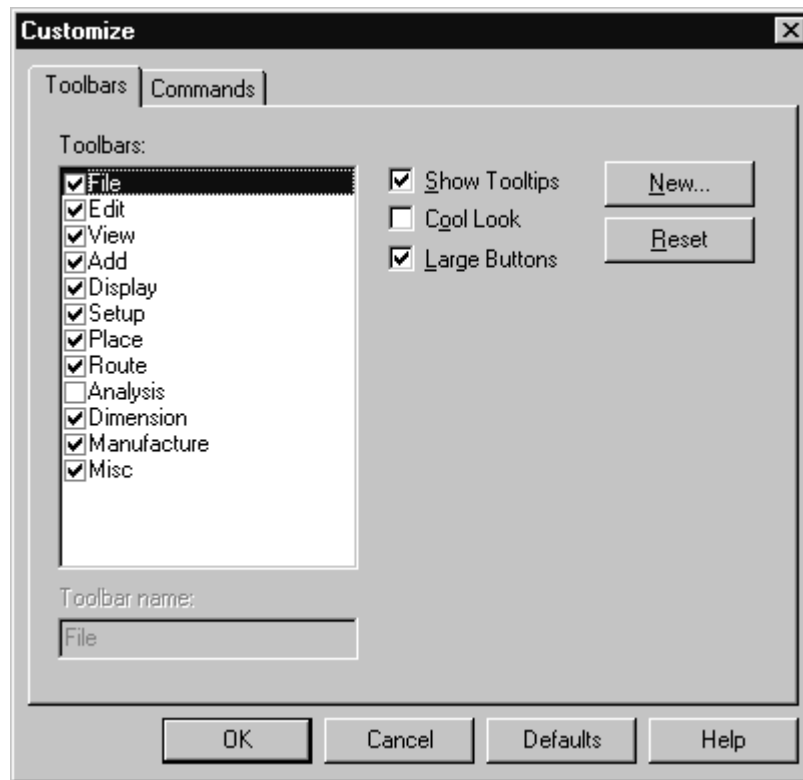 Customize
Toolbars
Commands
Toolbars:
File
Edit
View
Add
Display
Setup
Place
Route
Analysis
Dimension
Manufacture
Misc
Show Tooltips
Cool Look
Large Buttons
New...
Reset
Toolbar name:
File
OK
Cancel
Defaults
Help